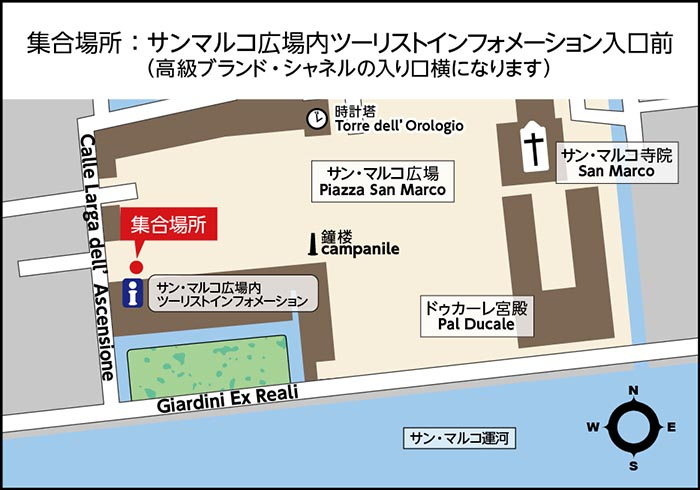 集合場所：サンマルコ広場内ツーリストインフォメーション入口前
（高級ブランド・シャネルの入り口横になります）
時計塔
Torre dell' Orologio
サン・マルコ寺院
San Marco
サン・マルコ広場
Piazza San Marco
Calle Larga dell' Ascensione
集合場所
鐘楼
campanile
i
サン・マルコ広場内
ツーリストインフォメーション
ドゥカーレ宮殿
Pal Ducale
Giardini Ex Reali
サン・マルコ運河
N
W
E
S